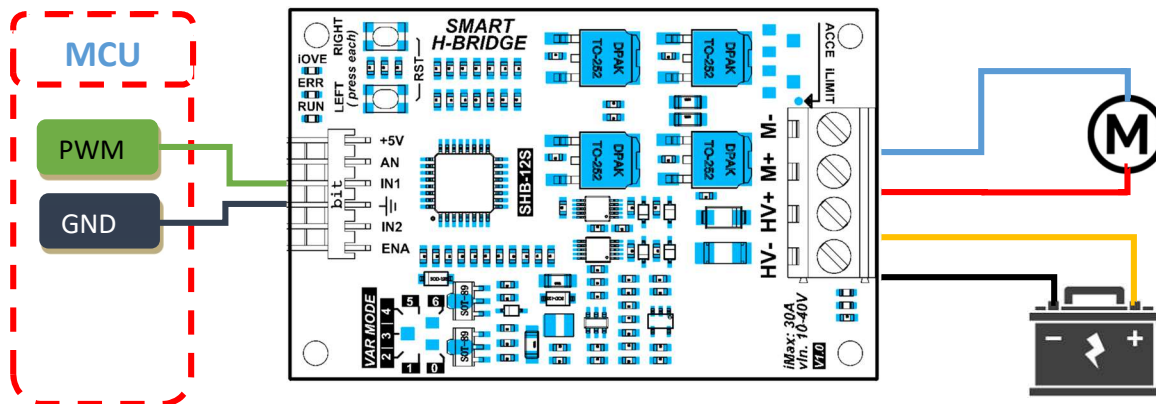 MCU
PWM
GND
iOVE
ERR
RUN
RIGHT
LEFT
( press each)
RST
SMART
H-BRIDGE
DPAK
TO-252
DPAK
TO-252
DPAK
TO-252
DPAK
TO-252
ACCE
iLIMIT
+5V
AN
IN1
IN2
ENA
bit
SHB-12S
M-
M+
HV+
HV-
M
VAR MODE
2 3 4
5 6
1 0
SOT-89
SOT-89
iMax: 30A
vIn. 10-40V
V1.0
− +